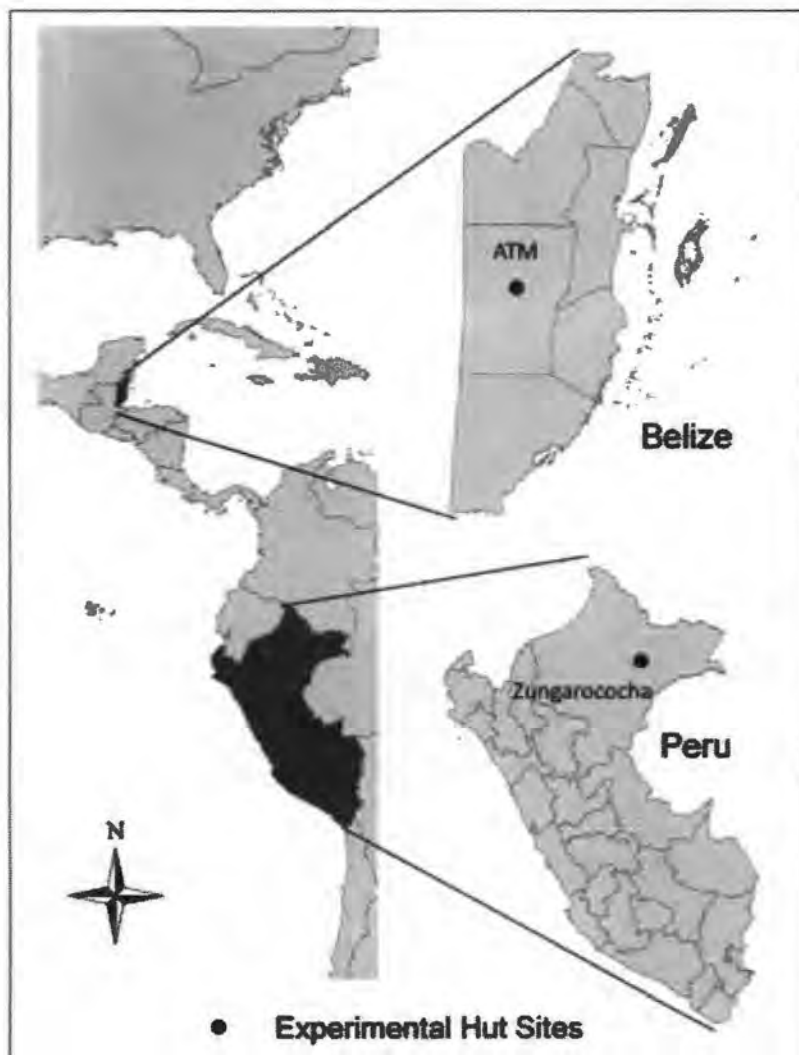 ATM
Belize
Zungarococha
Peru
N
● Experimental Hut Sites